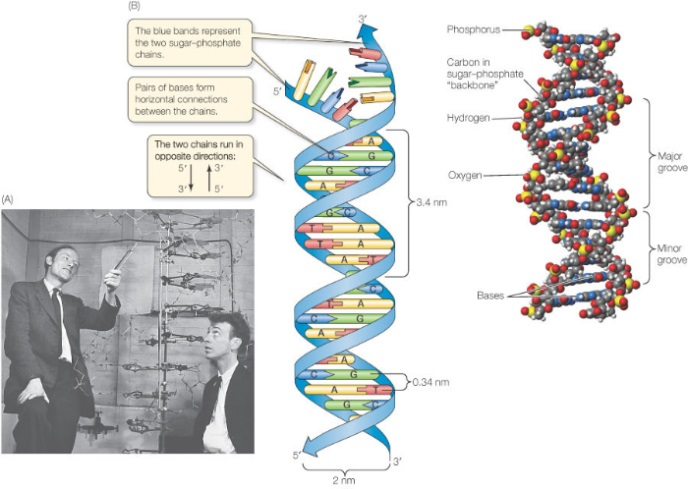 (B)
The blue bands represent
the two sugar–phosphate
chains.
3′
5′
Pairs of bases form
horizontal connections
between the chains.
The two chains run in
opposite directions:
5′ 3′
3′ 5′
(A)
A
C G
G C
A
G C
T A
T A
A T
C
T A
C G
A
A
C G
A T
G C
3.4 nm
0.34 nm
5′
3′
2 nm
Phosphorus
Carbon in
sugar–phosphate
“backbone”
Hydrogen
Oxygen
Bases
Major
groove
Minor
groove